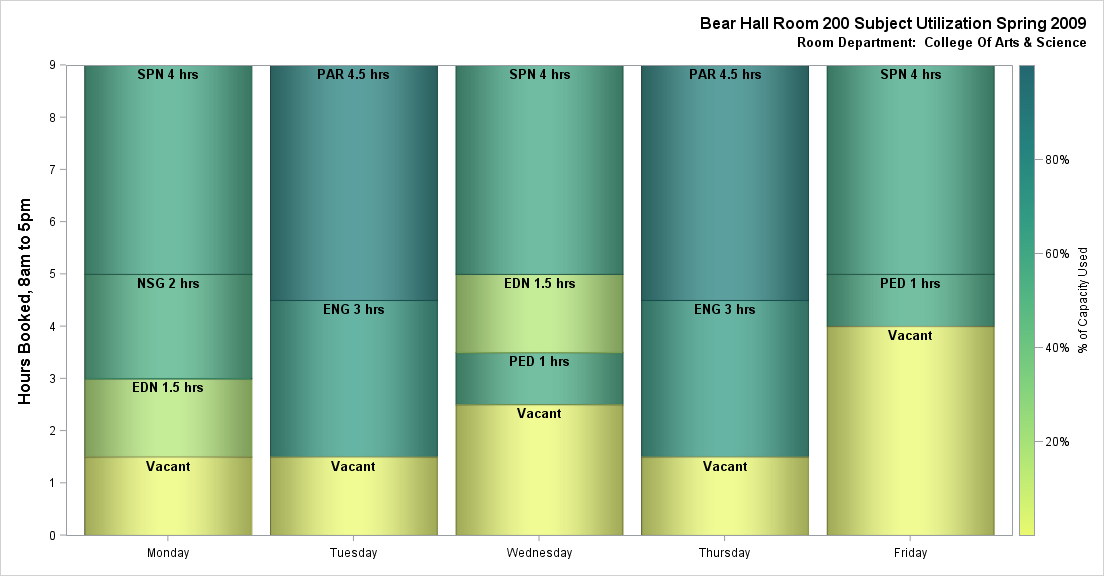 Bear Hall Room 200 Subject Utilization Spring 2009
Room Department:  College Of Arts & Science
Hours Booked, 8am to 5pm
9
8
7
6
5
4
3
2
1
0
SPN 4 hrs
NSG 2 hrs
EDN 1.5 hrs
Vacant
PAR 4.5 hrs
ENG 3 hrs
Vacant
SPN 4 hrs
EDN 1.5 hrs
PED 1 hrs
Vacant
PAR 4.5 hrs
ENG 3 hrs
Vacant
SPN 4 hrs
PED 1 hrs
Vacant
Monday
Tuesday
Wednesday
Thursday
Friday
80%
60%
40%
20%
% of Capacity Used